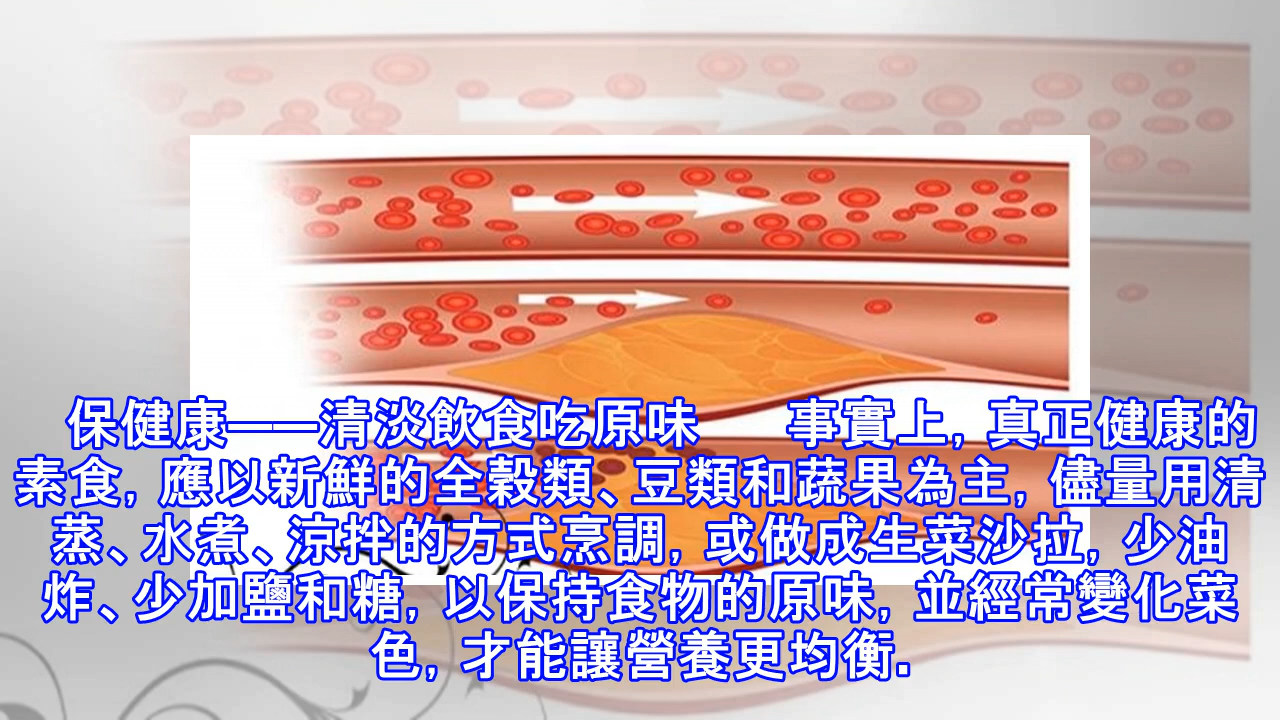 保健康——清淡飲食吃原味　　事實上, 真正健康的
素食, 應以新鮮的全穀類、豆類和蔬果為主, 儘量用清
蒸、水煮、涼拌的方式烹調, 或做成生菜沙拉, 少油
炸、少加鹽和糖, 以保持食物的原味, 並經常變化菜
色, 才能讓營養更均衡.